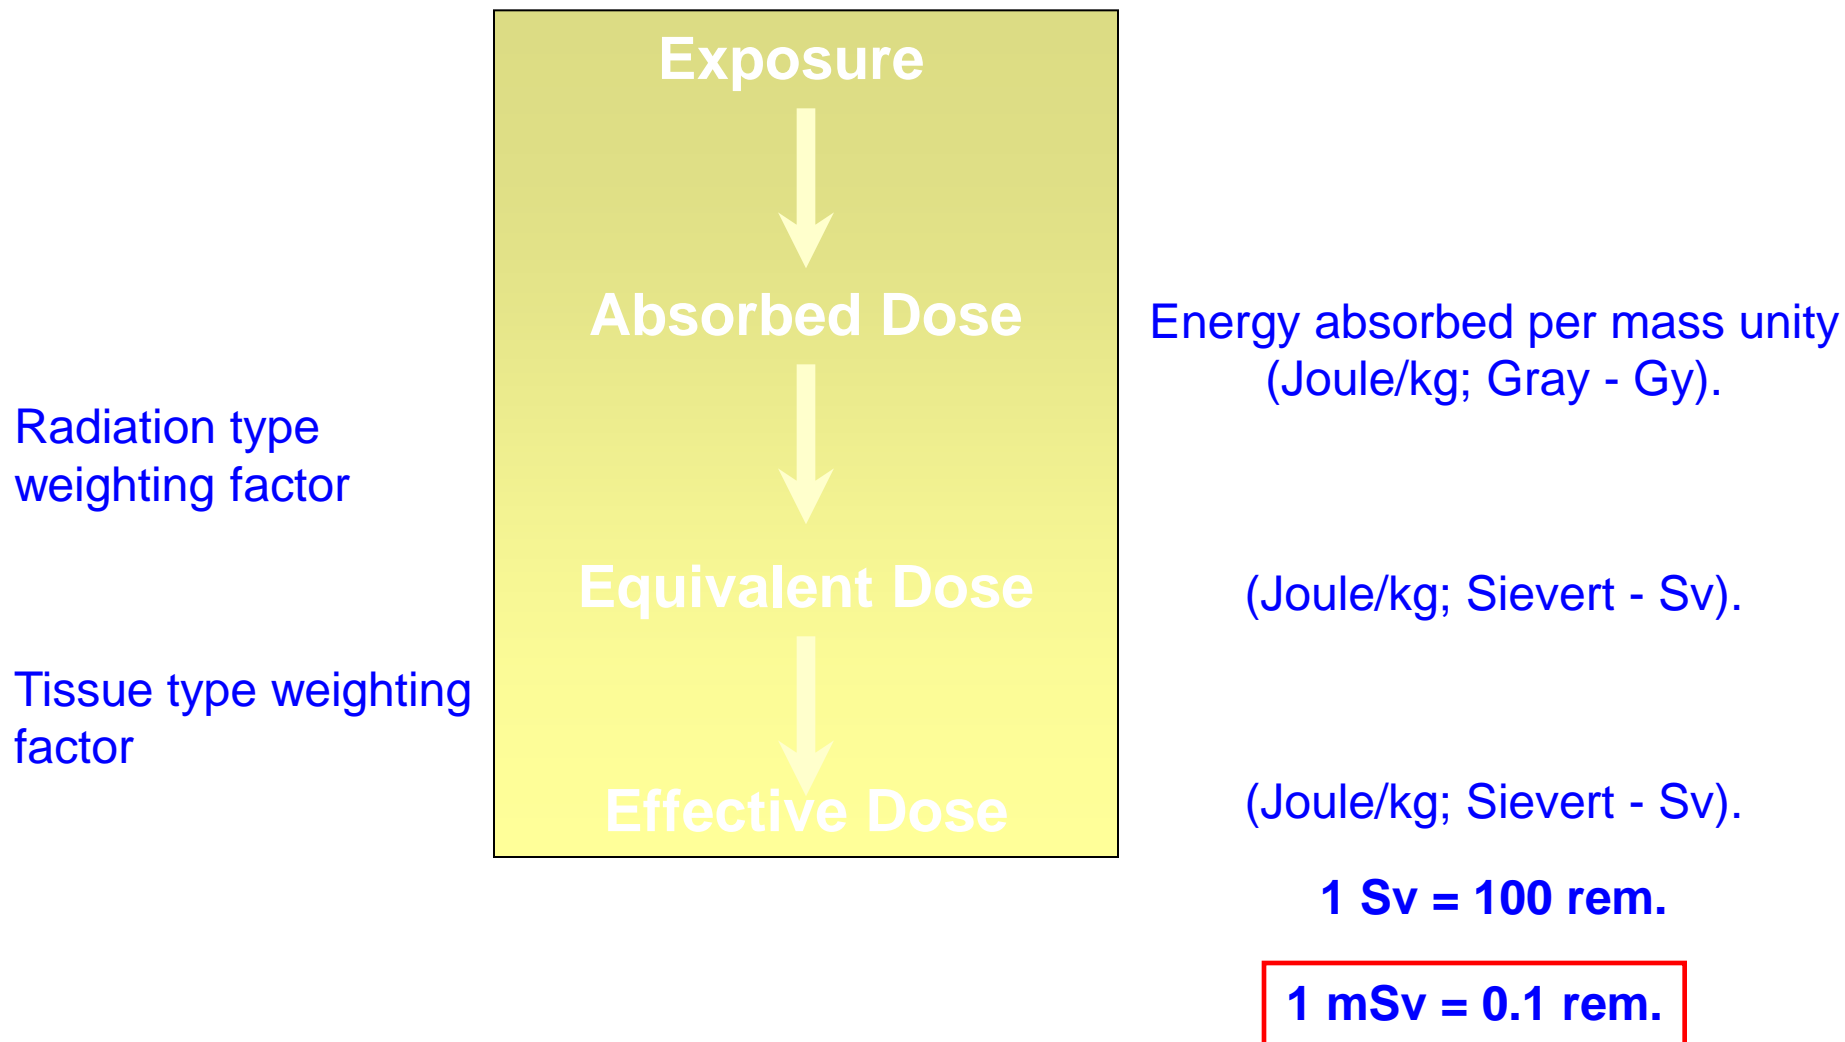 Exposure
Absorbed Dose
Energy absorbed per mass unity
(Joule/kg; Gray - Gy).
Radiation type
weighting factor
Equivalent Dose
(Joule/kg; Sievert - Sv).
Tissue type weighting
factor
Effective Dose
(Joule/kg; Sievert - Sv).
1 Sv = 100 rem.
1 mSv = 0.1 rem.